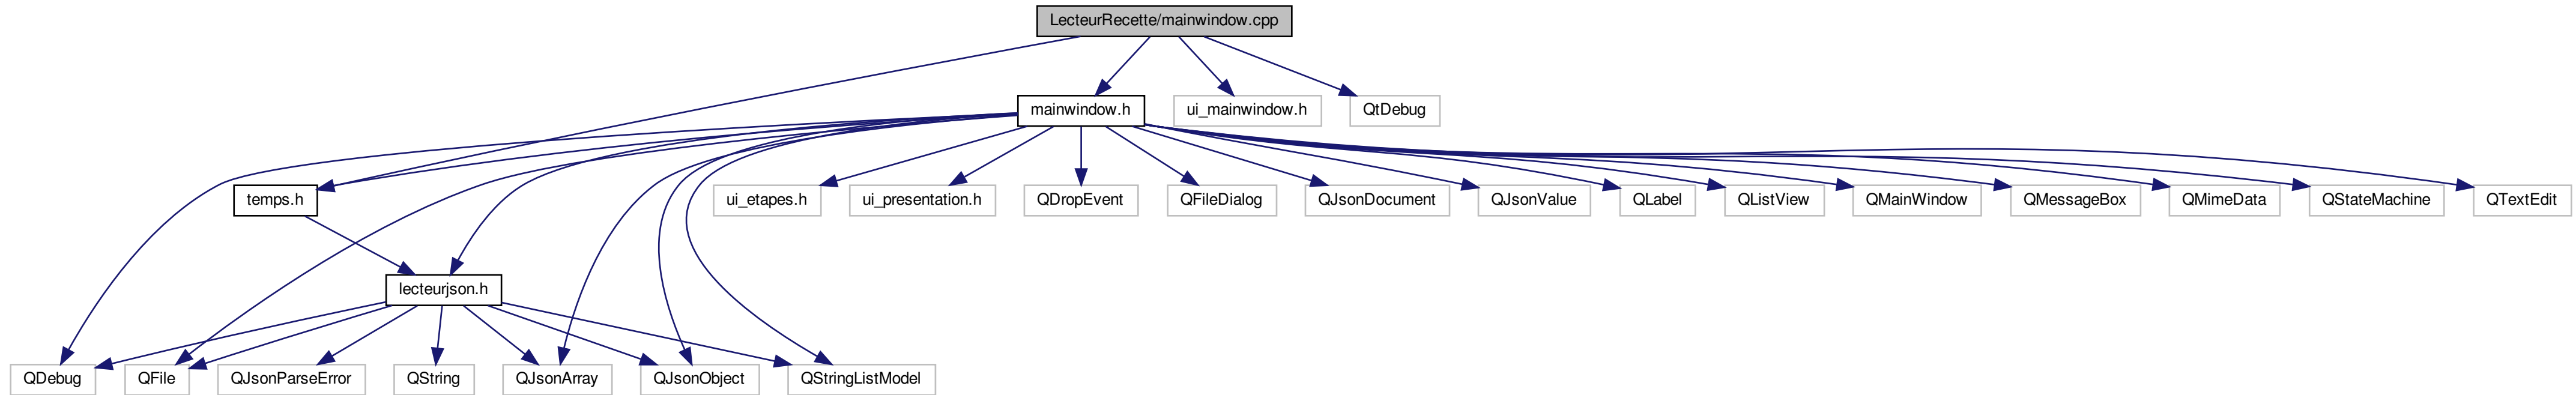 LecteurRecette/mainwindow.cpp
mainwindow.h
ui_mainwindow.h
QtDebug
temps.h
ui_etapes.h
ui_presentation.h
QDropEvent
QFileDialog
QJsonDocument
QJsonValue
QLabel
QListView
QMainWindow
QMessageBox
QMimeData
QStateMachine
QTextEdit
lecteurjson.h
QDebug
QFile
QJsonParseError
QString
QJsonArray
QJsonObject
QStringListModel